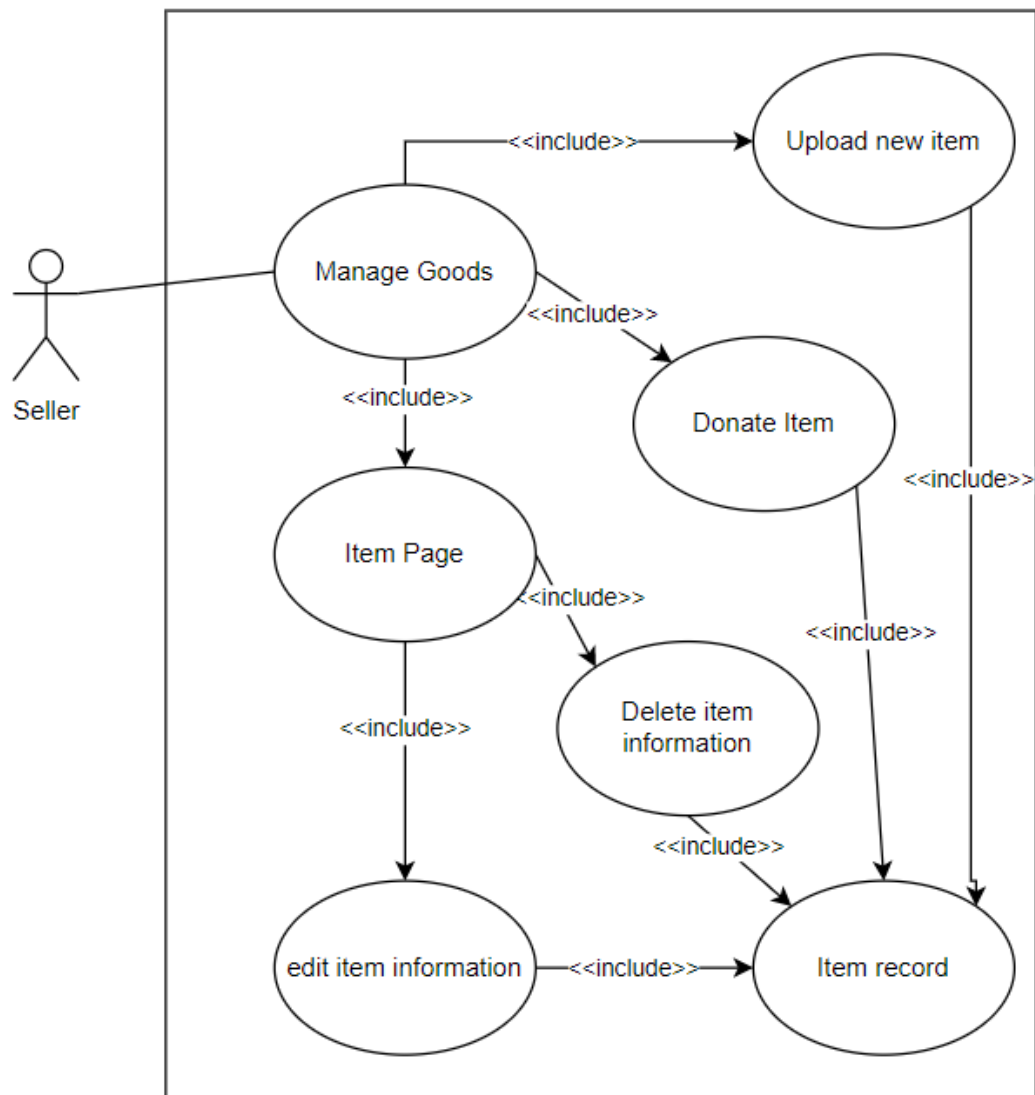 <<include>>
Upload new item
Manage Goods
<<include>>
Seller
<<include>>
Donate Item
<<include>>
Item Page
<<include>>
<<include>>
Delete item
information
<<include>>
<<include>>
edit item information
<<include>>
Item record